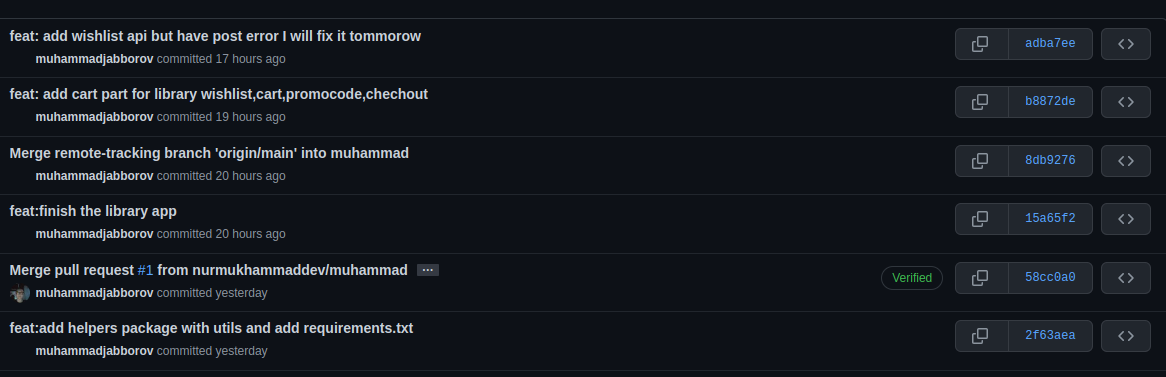 feat: add wishlist api but have post error I will fix it tommorow
muhammadjabborov committed 17 hours ago
adba7ee
feat: add cart part for library wishlist,cart,promocode,chechout
muhammadjabborov committed 19 hours ago
b8872de
Merge remote-tracking branch 'origin/main' into muhammad
muhammadjabborov committed 20 hours ago
8db9276
feat:finish the library app
muhammadjabborov committed 20 hours ago
15a65f2
Merge pull request #1 from nurmukhammaddev/muhammad ...
muhammadjabborov committed yesterday
Verified
58cc0a0
feat:add helpers package with utils and add requirements.txt
muhammadjabborov committed yesterday
2f63aea